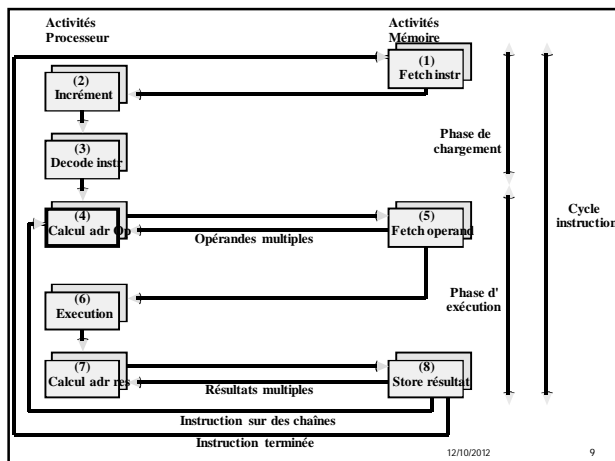 Activités
Processeur
Activités
Mémoire
(1)
Fetch instr
(2)
Incrément
Phase de
chargement
(3)
Decode instr
(4)
Calcul adr Op
(5)
Fetch operand
Cycle
instruction
Opérandes multiples
(6)
Execution
Phase d'
exécution
(7)
Calcul adr res
(8)
Store résultat
Résultats multiples
Instruction sur des chaînes
Instruction terminée
12/10/2012
9